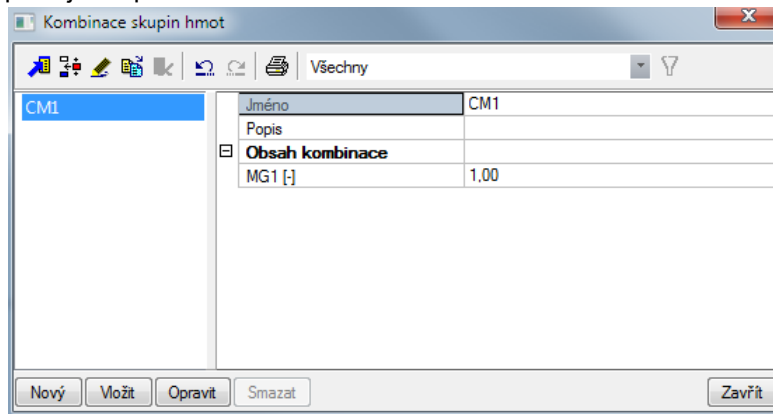 Kombinace skupin hmot
Všechny
CM1
Jméno CM1
Popis
Obsah kombinace
MG1 [-] 1,00
Nový Vložit Opravit Smazat Zavřít